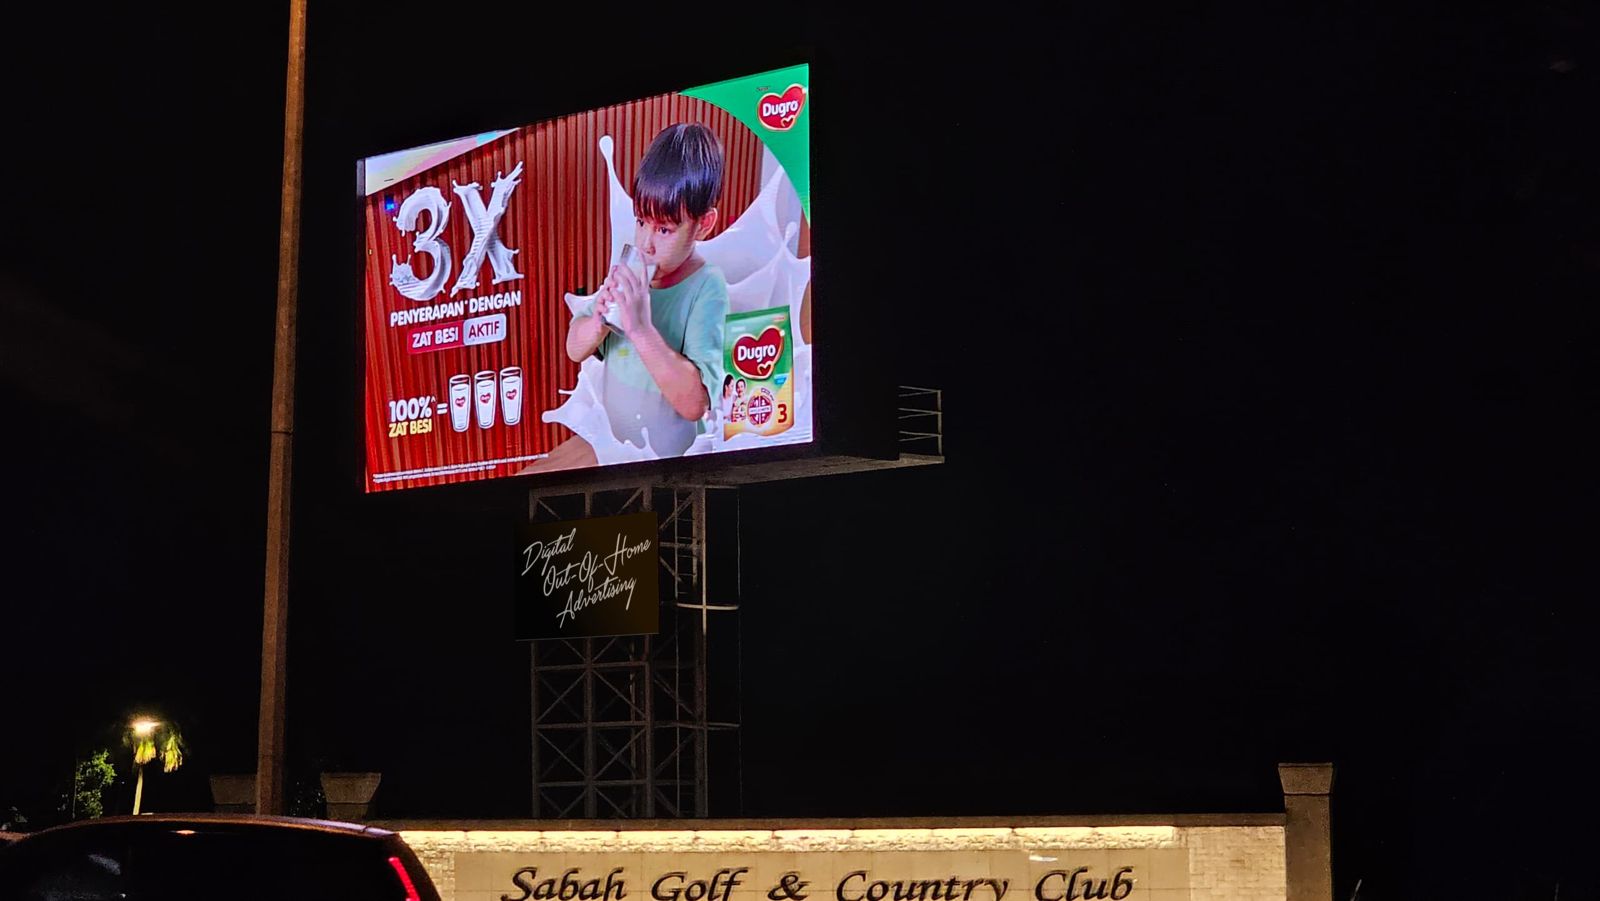 Dugro
3X
PENYERAPAN* DENGAN
ZAT BESI AKTIF
100%^ =
ZAT BESI
Dugro
3
Digital
Out-Of-Home
Advertising
Sabah Golf & Country Club